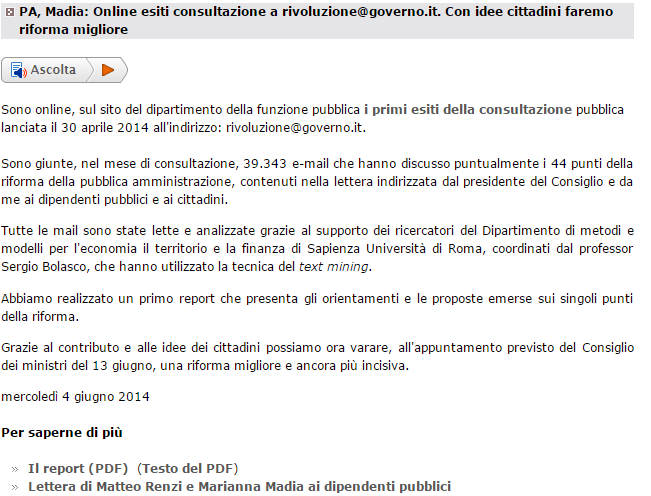 PA, Madia: Online esiti consultazione a rivoluzione@governo.it. Con idee cittadini faremo
riforma migliore
Ascolta
Sono online, sul sito del dipartimento della funzione pubblica i primi esiti della consultazione pubblica
lanciata il 30 aprile 2014 all'indirizzo: rivoluzione@governo.it.
Sono giunte, nel mese di consultazione, 39.343 e-mail che hanno discusso puntualmente i 44 punti della
riforma della pubblica amministrazione, contenuti nella lettera indirizzata dal presidente del Consiglio e da
me ai dipendenti pubblici e ai cittadini.
Tutte le mail sono state lette e analizzate grazie al supporto dei ricercatori del Dipartimento di metodi e
modelli per l'economia il territorio e la finanza di Sapienza Università di Roma, coordinati dal professor
Sergio Bolasco, che hanno utilizzato la tecnica del text mining.
Abbiamo realizzato un primo report che presenta gli orientamenti e le proposte emerse sui singoli punti
della riforma.
Grazie al contributo e alle idee dei cittadini possiamo ora varare, all'appuntamento previsto del Consiglio
dei ministri del 13 giugno, una riforma migliore e ancora più incisiva.
mercoledì 4 giugno 2014
Per saperne di più
» Il report (PDF) (Testo del PDF)
» Lettera di Matteo Renzi e Marianna Madia ai dipendenti pubblici